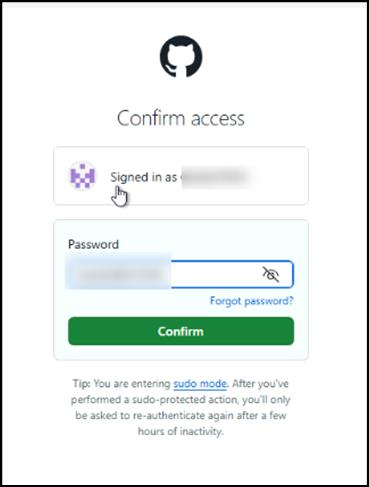 Confirm access
Signed in as
Password
Forgot password?
Confirm
Tip: You are entering sudo mode. After you've
performed a sudo-protected action, you'll only
be asked to re-authenticate again after a few
hours of inactivity.